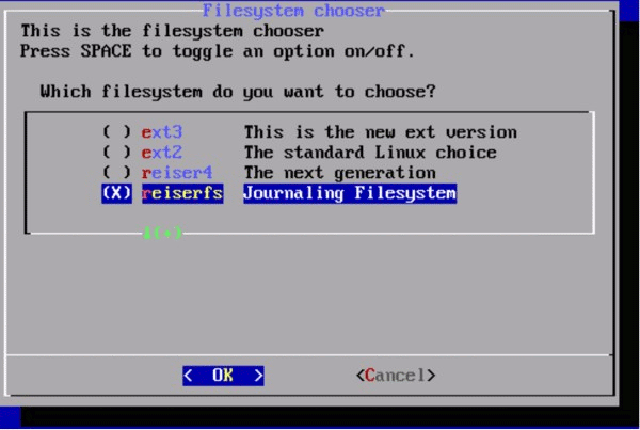 Filesystem chooser
This is the filesystem chooser
Press SPACE to toggle an option on/off.
Which filesystem do you want to choose?
( ) ext3 This is the new ext version
( ) ext2 The standard Linux choice
( ) reiser4 The next generation
(X) reiserfs Journaling Filesystem
< OK > <Cancel>